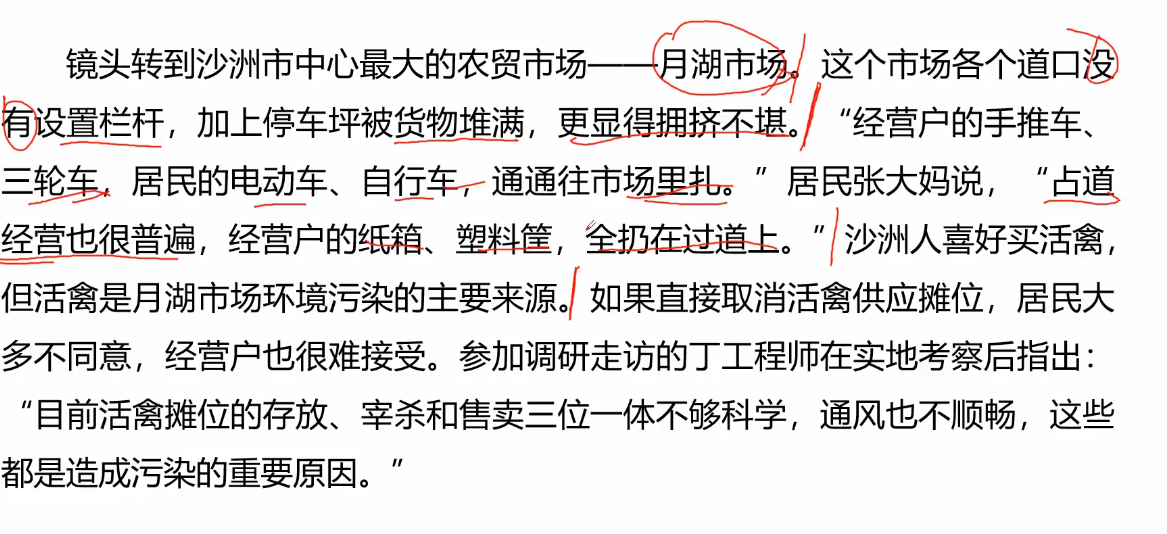 镜头转到沙洲市中心最大的农贸市场——月湖市场。这个市场各个道口没
有设置栏杆，加上停车坪被货物堆满，更显得拥挤不堪。“经营户的手推车、
三轮车，居民的电动车、自行车，通通往市场里扎。”居民张大妈说，“占道
经营也很普遍，经营户的纸箱、塑料筐，全扔在过道上。”沙洲人喜好买活禽，
但活禽是月湖市场环境污染的主要来源。如果直接取消活禽供应摊位，居民大
多不同意，经营户也很难接受。参加调研走访的丁工程师在实地考察后指出：
“目前活禽摊位的存放、宰杀和售卖三位一体不够科学，通风也不顺畅，这些
都是造成污染的重要原因。”